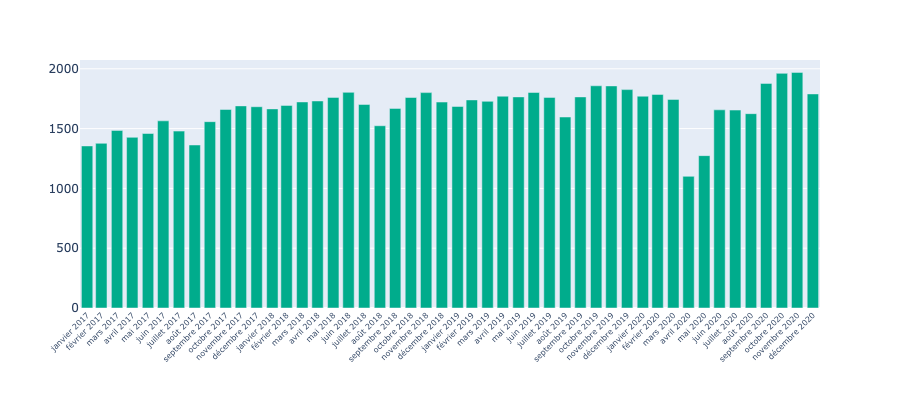 2000
1500
1000
500
0
janvier 2017
février 2017
mars 2017
avril 2017
mai 2017
juin 2017
juillet 2017
août 2017
septembre 2017
octobre 2017
novembre 2017
décembre 2017
janvier 2018
février 2018
mars 2018
avril 2018
mai 2018
juin 2018
juillet 2018
août 2018
septembre 2018
octobre 2018
novembre 2018
décembre 2018
janvier 2019
février 2019
mars 2019
avril 2019
mai 2019
juin 2019
juillet 2019
août 2019
septembre 2019
octobre 2019
novembre 2019
décembre 2019
janvier 2020
février 2020
mars 2020
avril 2020
mai 2020
juin 2020
juillet 2020
août 2020
septembre 2020
octobre 2020
novembre 2020
décembre 2020